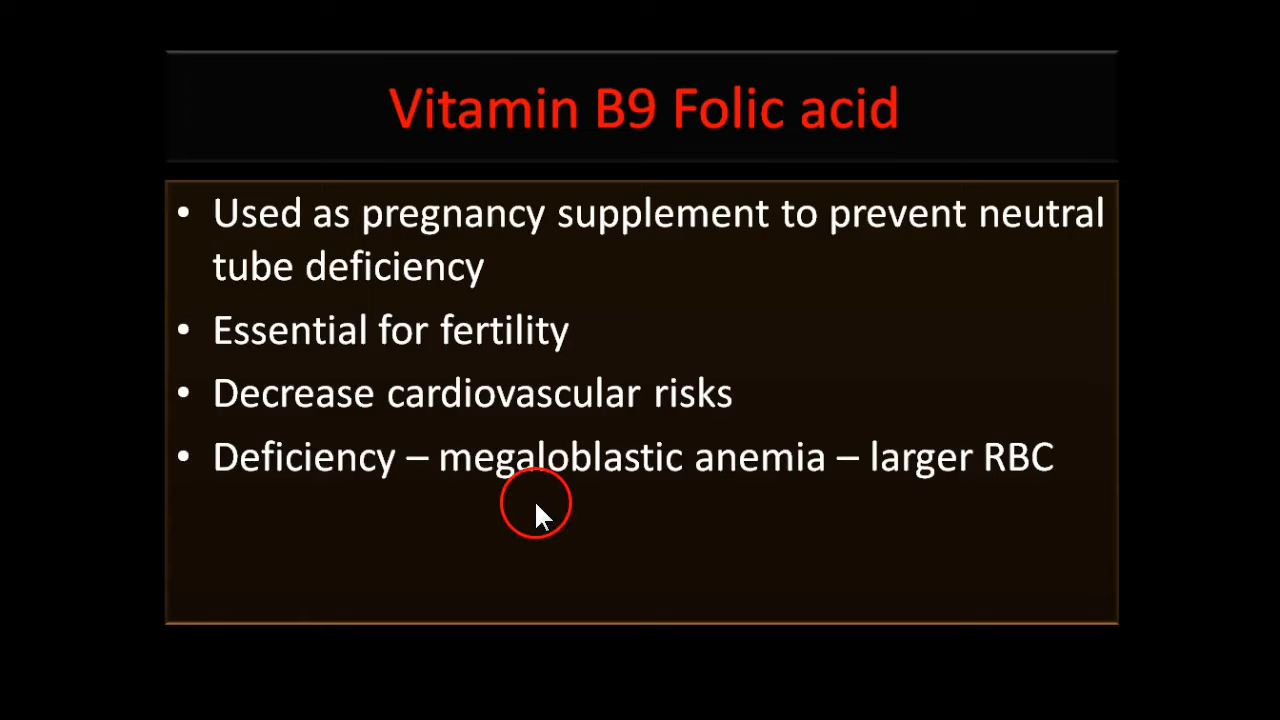 Vitamin B9 Folic acid
• Used as pregnancy supplement to prevent neutral
tube deficiency
• Essential for fertility
• Decrease cardiovascular risks
• Deficiency – megaloblastic anemia – larger RBC